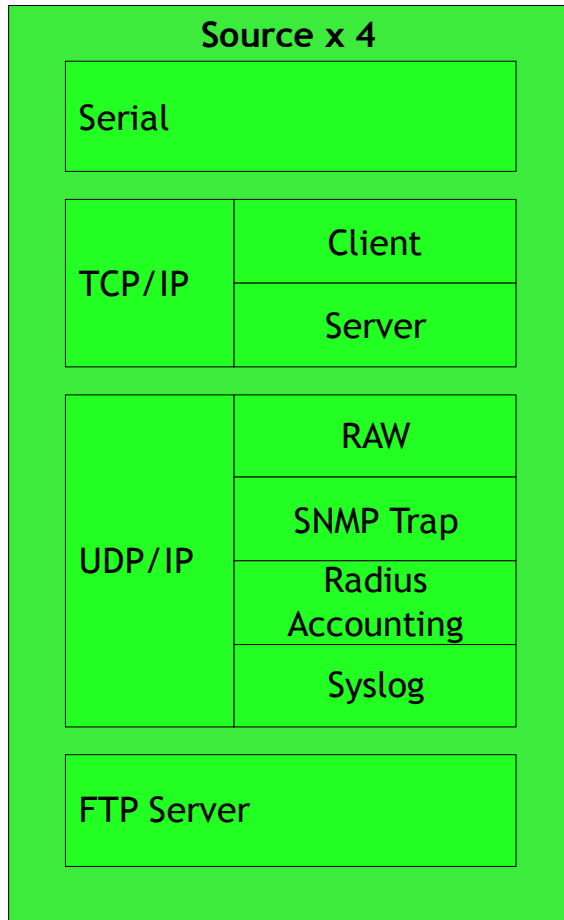 Source x 4
Serial
TCP/IP
Client
Server
UDP/IP
RAW
SNMP Trap
Radius
Accounting
Syslog
FTP Server